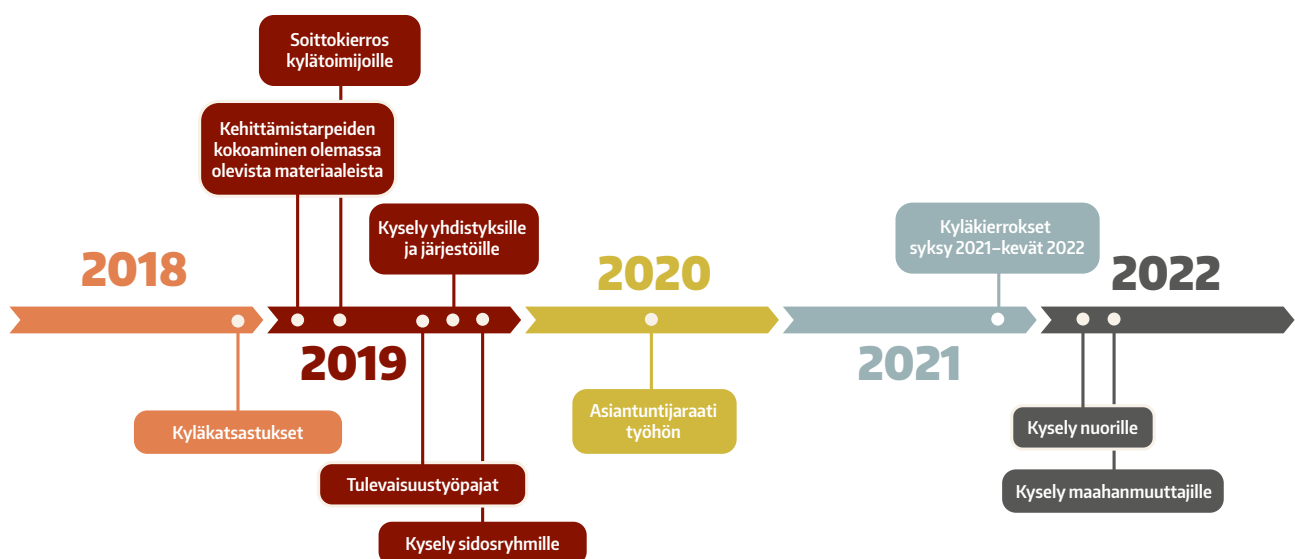 Soittokierros
kylätoimijoille
Kehittämistarpeiden
kokoaminen olemassa
olevista materiaaleista
Kysely yhdistyksille
ja järjestöille
Kyläkierrokset
syksy 2021–kevät 2022
2018
2020
2022
2019
2021
Kyläkatsastukset
Asiantuntijaraati
työhön
Kysely nuorille
Tulevaisuustyöpajat
Kysely maahanmuuttajille
Kysely sidosryhmille